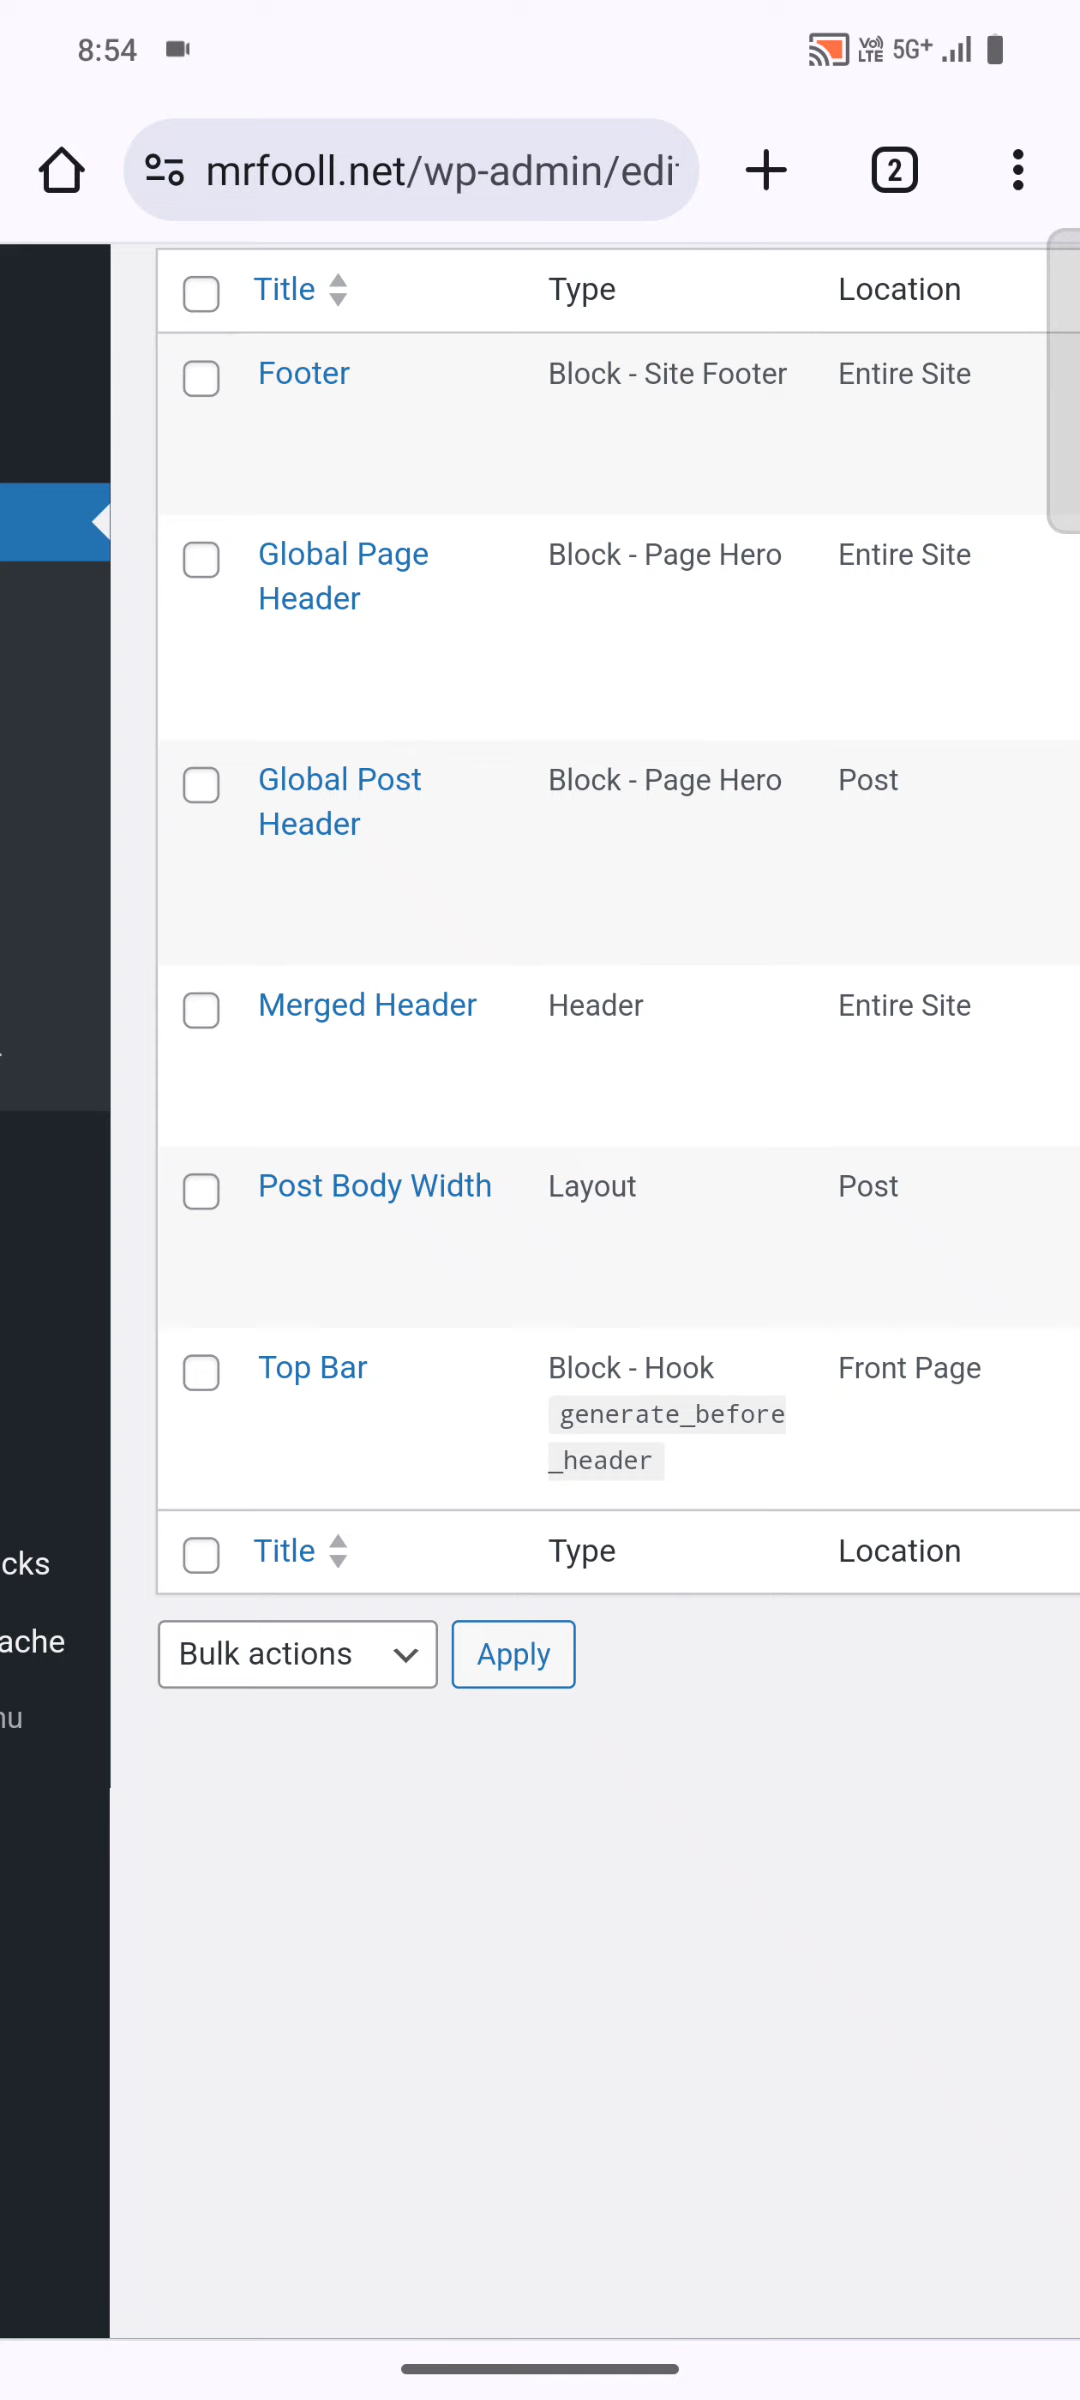 8:54
Vo)) LTE 5G+
mrfooll.net/wp-admin/edi
2
Title Type Location
Footer Block - Site Footer Entire Site
Global Page Block - Page Hero Entire Site
Header
Global Post Block - Page Hero Post
Header
Merged Header Header Entire Site
Post Body Width Layout Post
Top Bar Block - Hook Front Page
generate_before
_header
cks
Title Type Location
ache
Bulk actions Apply
nu